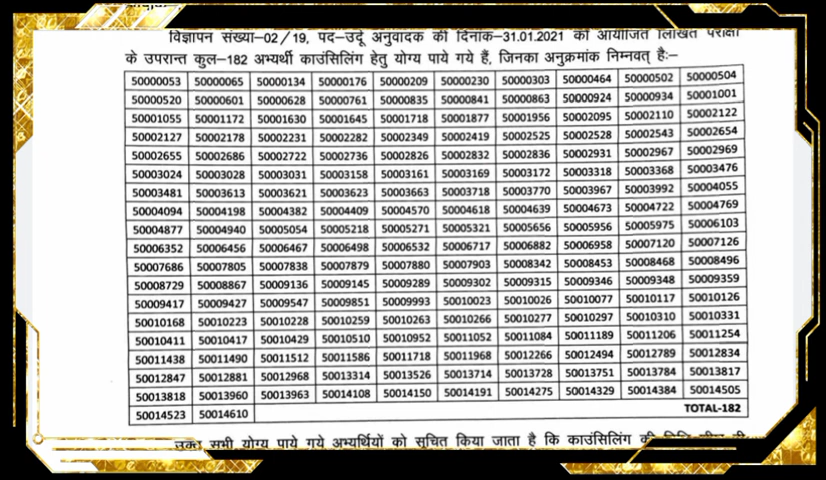 विज्ञापन संख्या–02/19, पद–उर्दू अनुवादक की दिनांक–31.01.2021 को आयोजित लिखित परीक्षा
के उपरान्त कुल–182 अभ्यर्थी काउंसिलिंग हेतु योग्य पाये गये हैं, जिनका अनुक्रमांक निम्नवत् है:–
50000053 50000065 50000134 50000176 50000209 50000230 50000303 50000464 50000502 50000504
50000520 50000601 50000628 50000761 50000835 50000841 50000863 50000924 50000934 50001001
50001055 50001172 50001630 50001645 50001718 50001877 50001956 50002095 50002110 50002122
50002127 50002178 50002231 50002282 50002349 50002419 50002525 50002528 50002543 50002654
50002655 50002686 50002722 50002736 50002826 50002832 50002836 50002931 50002967 50002969
50003024 50003028 50003031 50003158 50003161 50003169 50003172 50003318 50003368 50003476
50003481 50003613 50003621 50003623 50003663 50003718 50003770 50003967 50003992 50004055
50004094 50004198 50004382 50004409 50004570 50004618 50004639 50004673 50004722 50004769
50004877 50004940 50005054 50005218 50005271 50005321 50005656 50005956 50005975 50006103
50006352 50006456 50006467 50006498 50006532 50006717 50006882 50006958 50007120 50007126
50007686 50007805 50007838 50007879 50007880 50007903 50008342 50008453 50008468 50008496
50008729 50008867 50009136 50009145 50009289 50009302 50009315 50009346 50009348 50009359
50009417 50009427 50009547 50009851 50009993 50010023 50010026 50010077 50010117 50010126
50010168 50010223 50010228 50010259 50010263 50010266 50010277 50010297 50010310 50010331
50010411 50010417 50010429 50010510 50010952 50011052 50011084 50011189 50011206 50011254
50011438 50011490 50011512 50011586 50011718 50011968 50012266 50012494 50012789 50012834
50012847 50012881 50012968 50013314 50013526 50013714 50013728 50013751 50013784 50013817
50013818 50013960 50013963 50014108 50014150 50014191 50014275 50014329 50014384 50014505
50014523 50014610 TOTAL-182
उक्त सभी योग्य पाये गये अभ्यर्थियों को सूचित किया जाता है कि काउंसिलिंग की